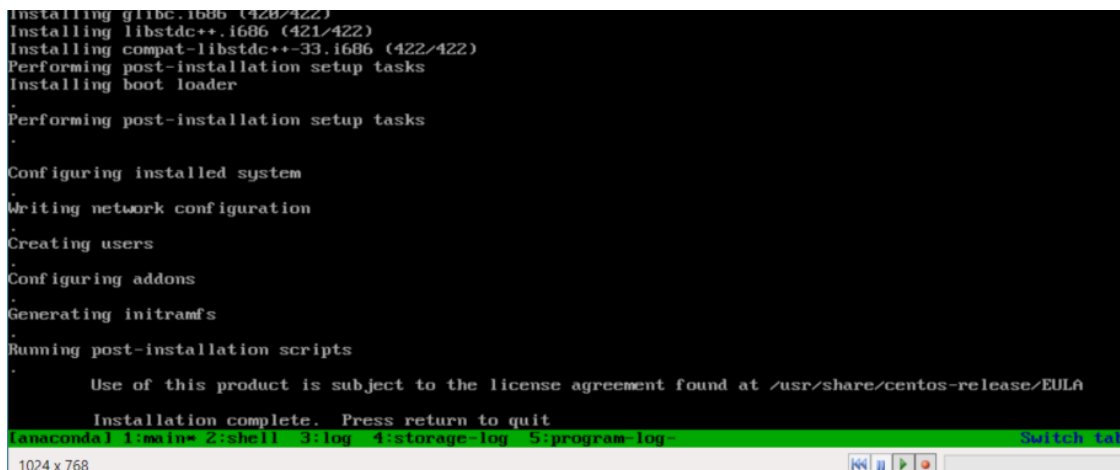 Installing glibc.i686 (420/422)
Installing libstdc++.i686 (421/422)
Installing compat-libstdc++-33.i686 (422/422)
Performing post-installation setup tasks
Installing boot loader
.
Performing post-installation setup tasks
.
Configuring installed system
.
Writing network configuration
.
Creating users
.
Configuring addons
.
Generating initramfs
.
Running post-installation scripts
.
Use of this product is subject to the license agreement found at /usr/share/centos-release/EULA
Installation complete. Press return to quit
[anaconda] 1:main* 2:shell 3:log 4:storage-log 5:program-log- Switch tab
1024 x 768